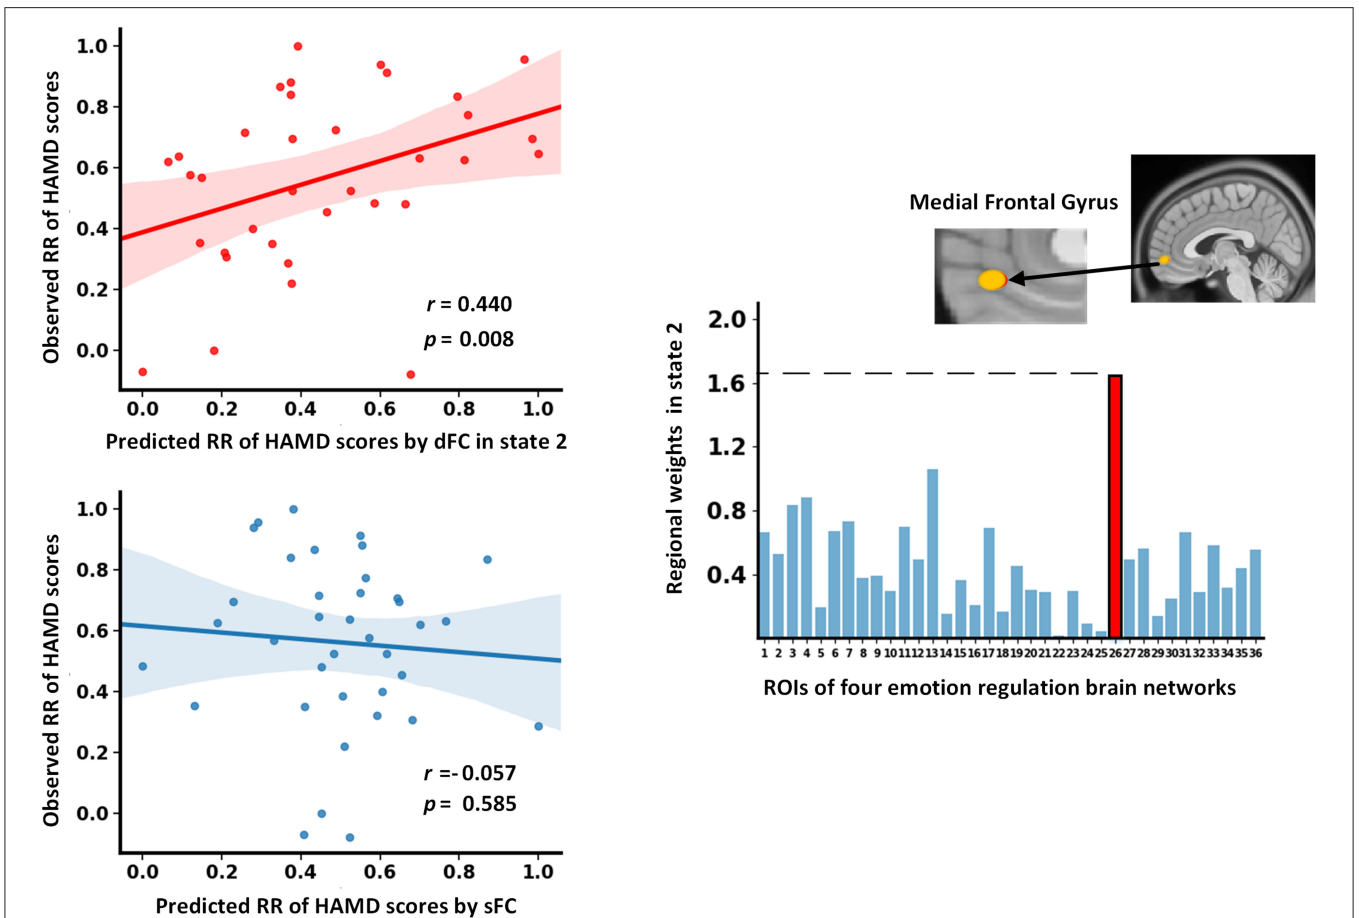 1.0
0.8
0.6
0.4
0.2
0.0
Observed RR of HAMD scores
r = 0.440
p = 0.008
0.0 0.2 0.4 0.6 0.8 1.0
Predicted RR of HAMD scores by dFC in state 2
1.0
0.8
0.6
0.4
0.2
0.0
Observed RR of HAMD scores
r =- 0.057
p = 0.585
0.0 0.2 0.4 0.6 0.8 1.0
Predicted RR of HAMD scores by sFC
Medial Frontal Gyrus
2.0
1.6
1.2
0.8
0.4
Regional weights in state 2
1 2 3 4 5 6 7 8 9 10 11 12 13 14 15 16 17 18 19 20 21 22 23 24 25 26 27 28 29 30 31 32 33 34 35 36
ROIs of four emotion regulation brain networks